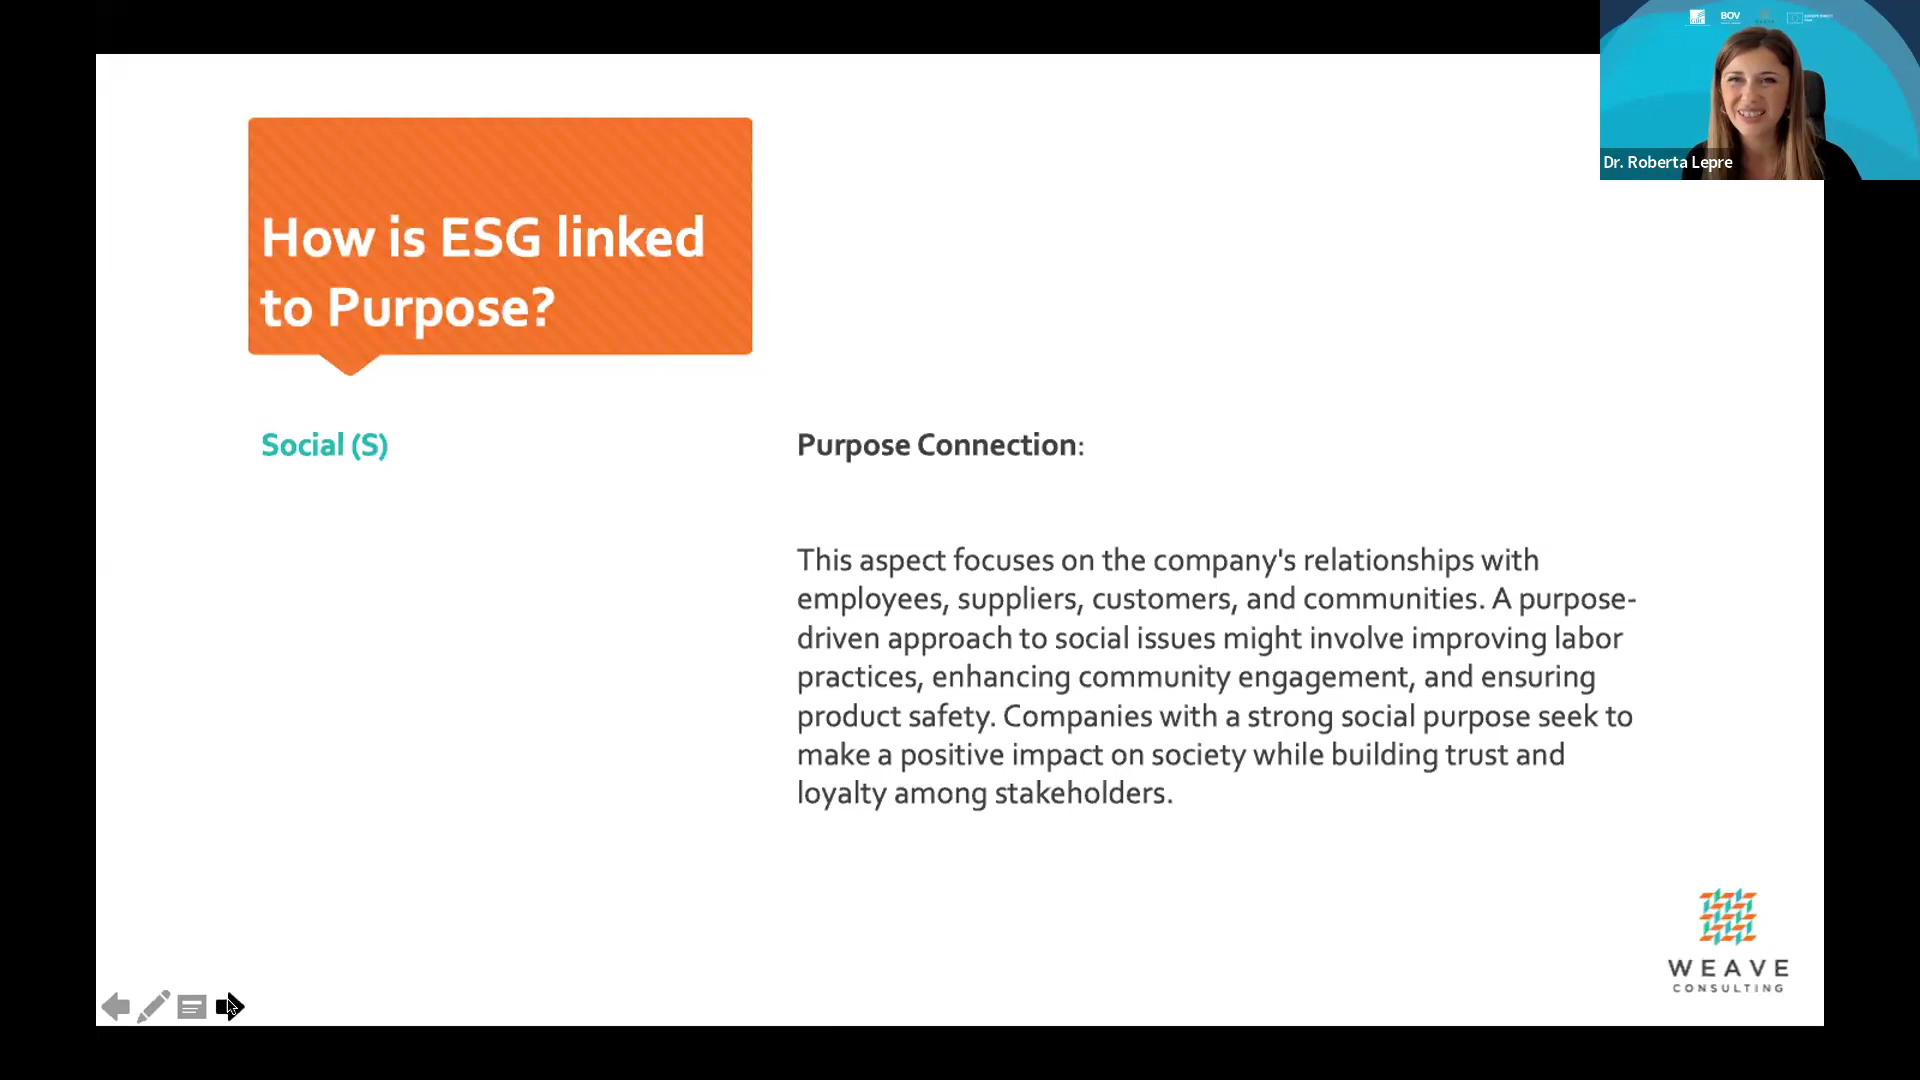 BOV
Dr. Roberta Lepre
How is ESG linked
to Purpose?
Social (S)
Purpose Connection:
This aspect focuses on the company's relationships with
employees, suppliers, customers, and communities. A purpose-
driven approach to social issues might involve improving labor
practices, enhancing community engagement, and ensuring
product safety. Companies with a strong social purpose seek to
make a positive impact on society while building trust and
loyalty among stakeholders.
WEAVE
CONSULTING